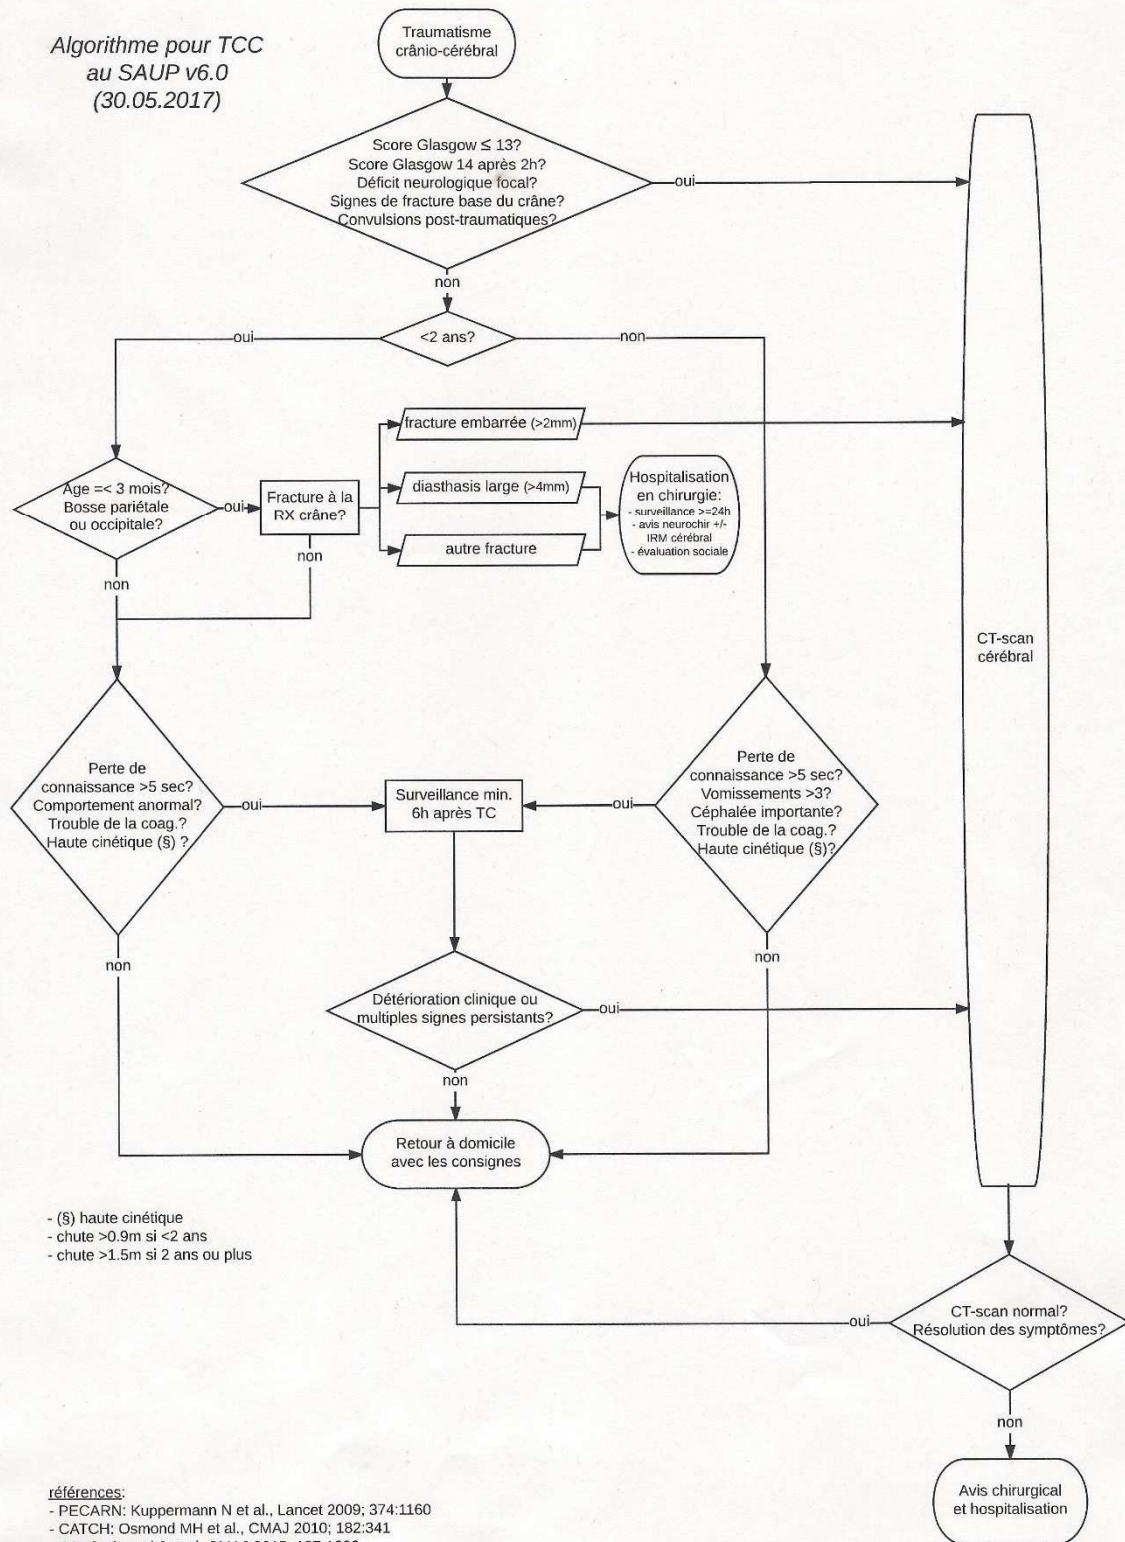 Algorithme pour TCC
au SAUP v6.0
(30.05.2017)
Traumatisme
crânio-cérébral
Score Glasgow ≤ 13?
Score Glasgow 14 après 2h?
Déficit neurologique focal?
Signes de fracture base du crâne?
Convulsions post-traumatiques?
oui
non
<2 ans?
oui
non
fracture embarrée (>2mm)
Age =< 3 mois?
Bosse pariétale
ou occipitale?
oui
Fracture à la
RX crâne?
diasthasis large (>4mm)
autre fracture
Hospitalisation
en chirurgie:
- surveillance >=24h
- avis neurochir +/-
IRM cérébral
- évaluation sociale
non
non
CT-scan
cérébral
Perte de
connaissance >5 sec?
Comportement anormal?
Trouble de la coag.?
Haute cinétique (§) ?
oui
Surveillance min.
6h après TC
oui
Perte de
connaissance >5 sec?
Vomissements >3?
Céphalée importante?
Trouble de la coag.?
Haute cinétique (§)?
non
non
Détérioration clinique ou
multiples signes persistants?
oui
non
Retour à domicile
avec les consignes
- (§) haute cinétique
- chute >0.9m si <2 ans
- chute >1.5m si 2 ans ou plus
CT-scan normal?
Résolution des symptômes?
oui
non
Avis chirurgical
et hospitalisation
références:
- PECARN: Kuppermann N et al., Lancet 2009; 374:1160
- CATCH: Osmond MH et al., CMAJ 2010; 182:341